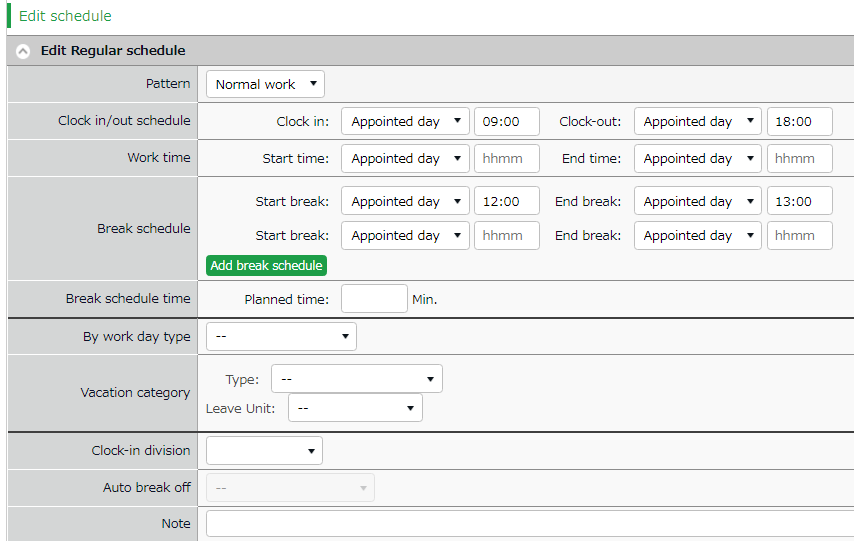 Edit schedule
Edit Regular schedule
Pattern Normal work
Clock in/out schedule Clock in: Appointed day 09:00 Clock-out: Appointed day 18:00
Work time Start time: Appointed day hhmm End time: Appointed day hhmm
Break schedule Start break: Appointed day 12:00 End break: Appointed day 13:00
Start break: Appointed day hhmm End break: Appointed day hhmm
Add break schedule
Break schedule time Planned time: Min.
By work day type --
Vacation category Type: --
Leave Unit: --
Clock-in division
Auto break off --
Note